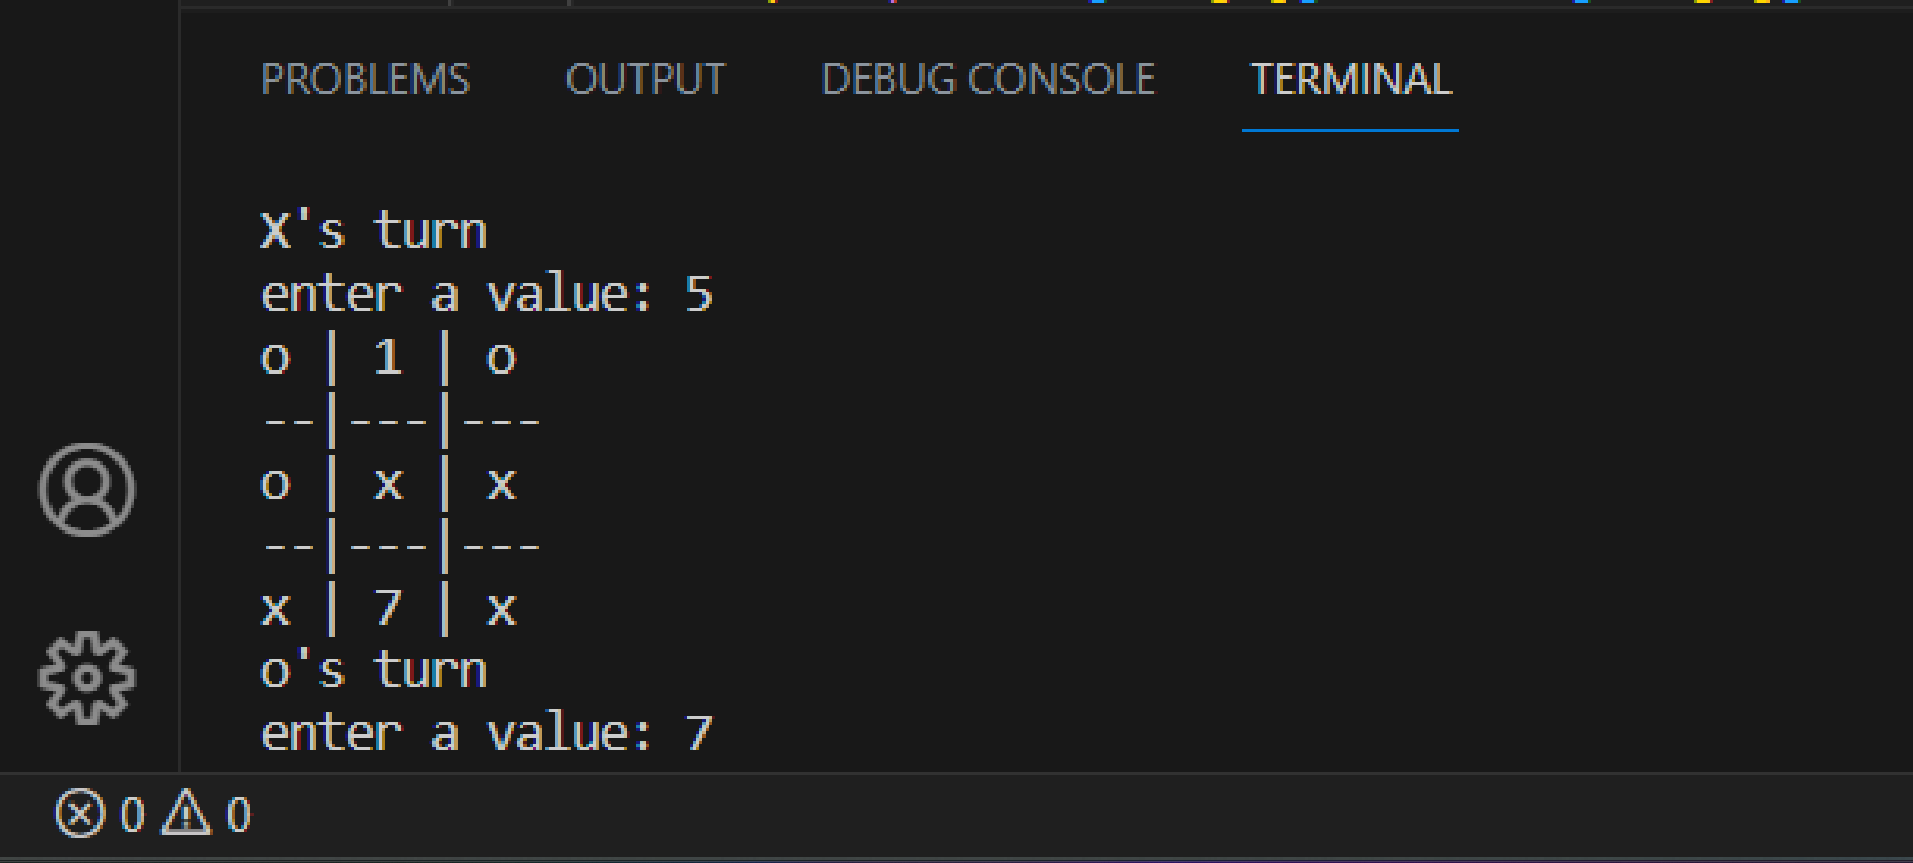 PROBLEMS OUTPUT DEBUG CONSOLE TERMINAL
X's turn
enter a value: 5
o | 1 | o
--|---|---
o | x | x
--|---|---
x | 7 | x
o's turn
enter a value: 7
0 0